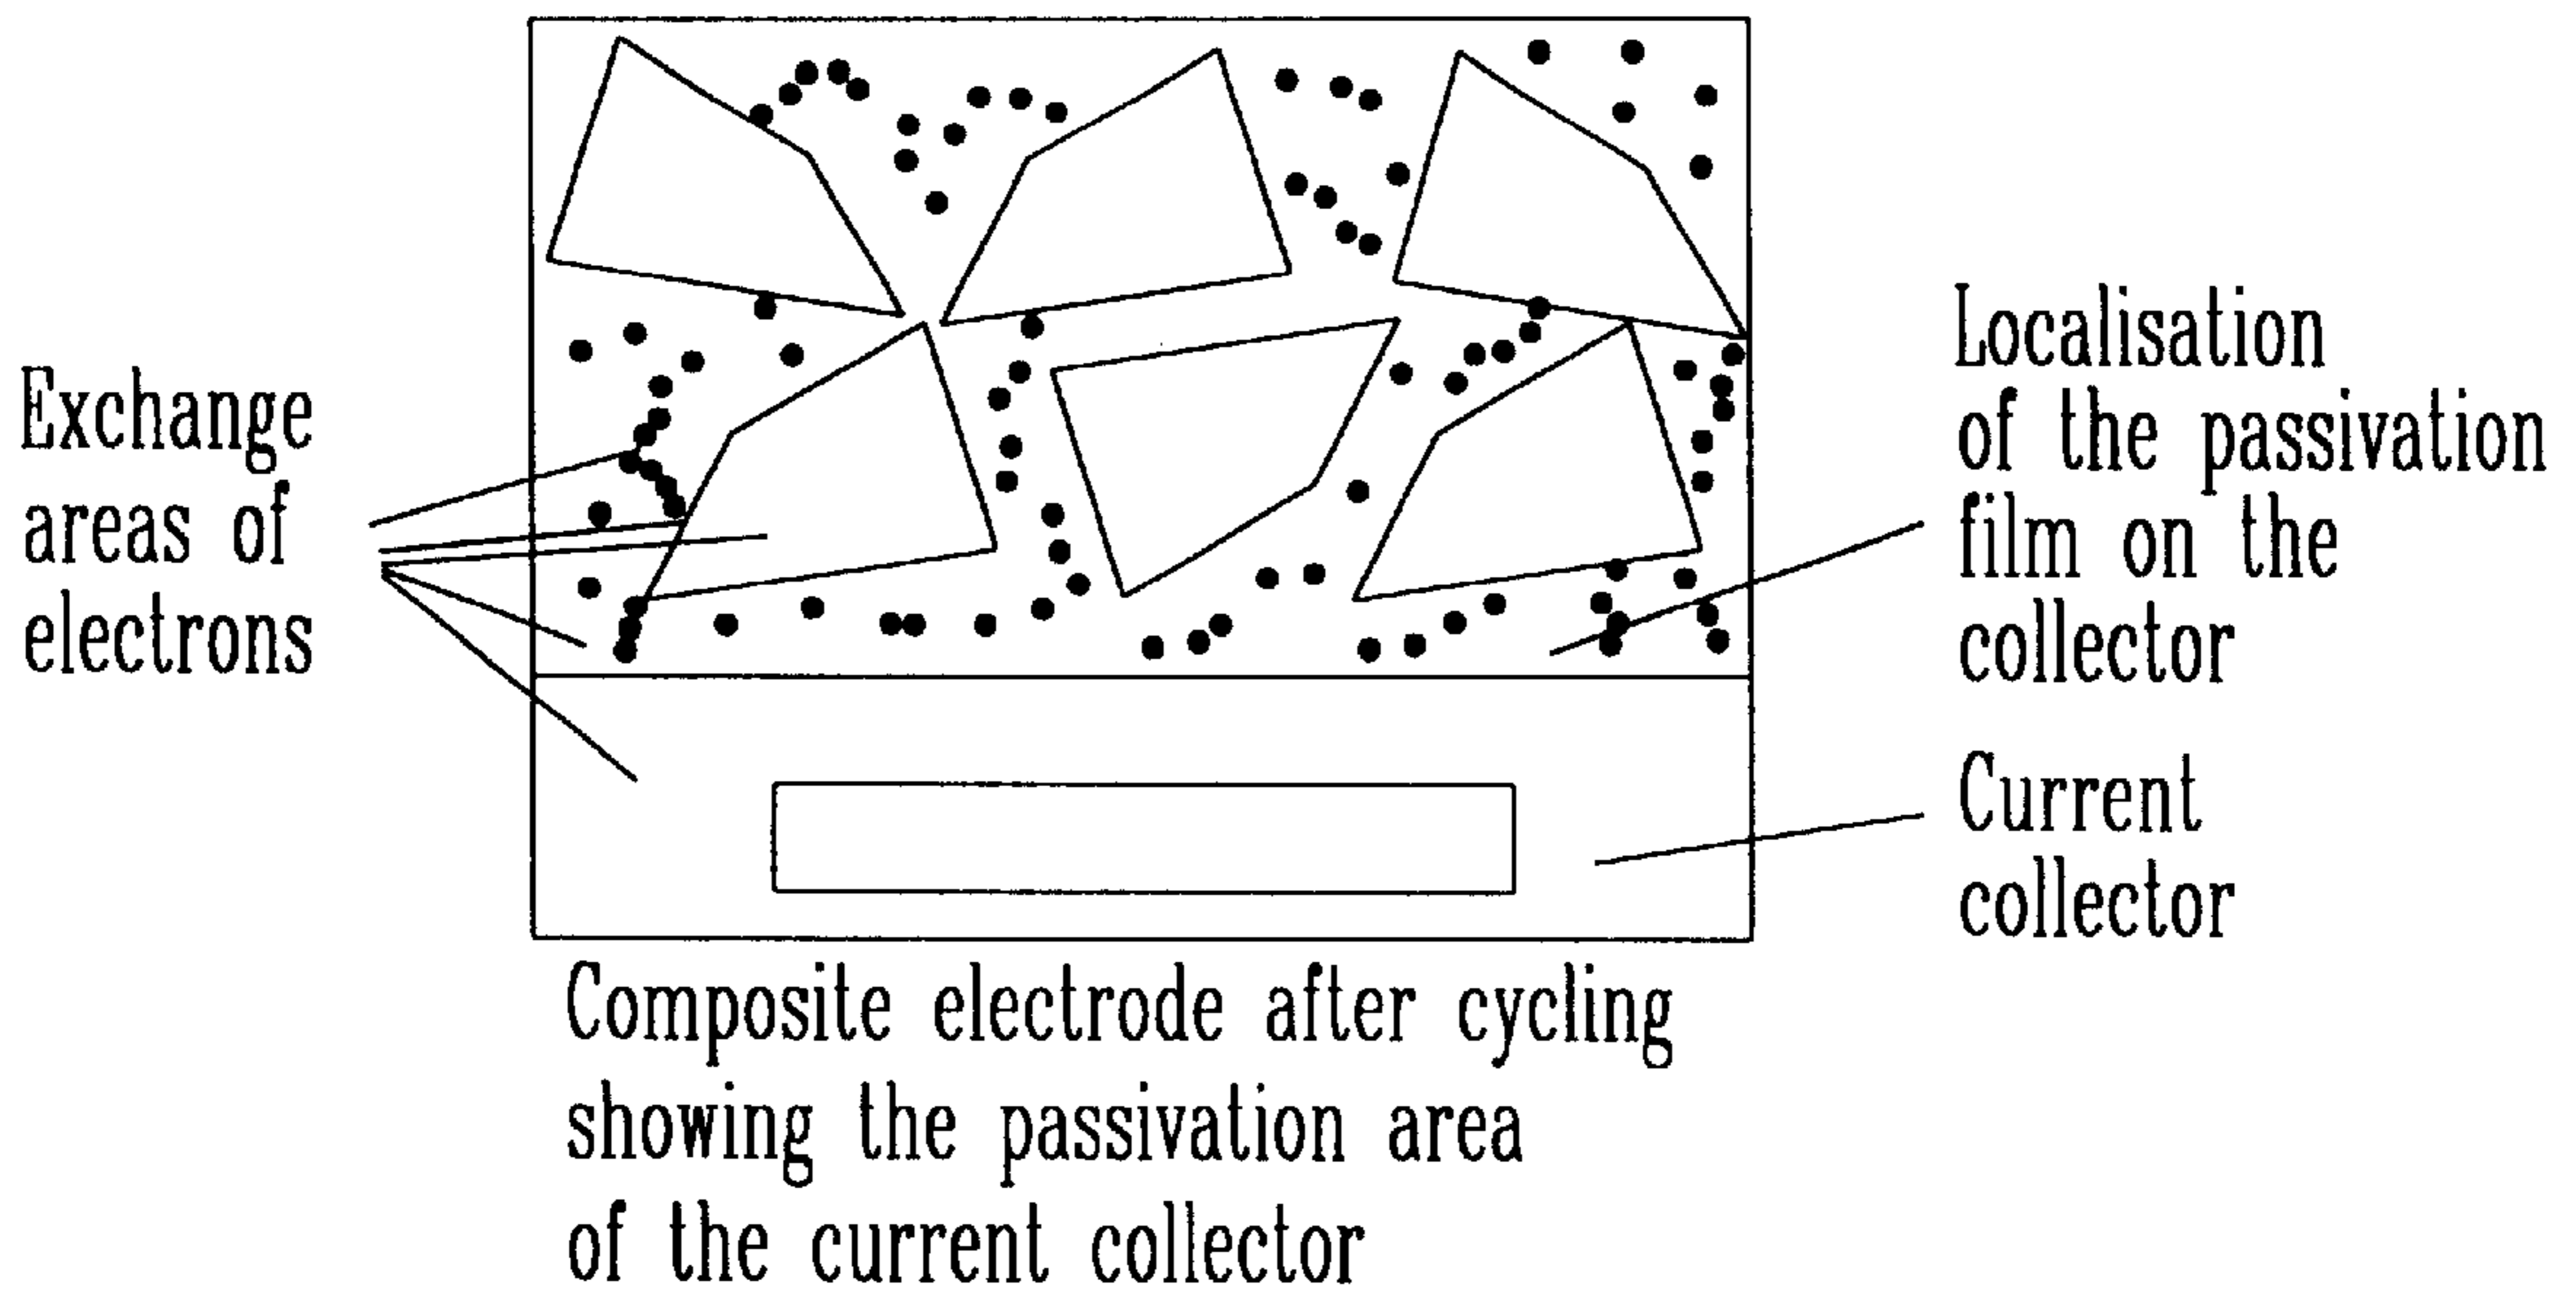 Exchange
areas of
electrons
Localisation
of the passivation
film on the
collector
Current
collector
Composite electrode after cycling
showing the passivation area
of the current collector